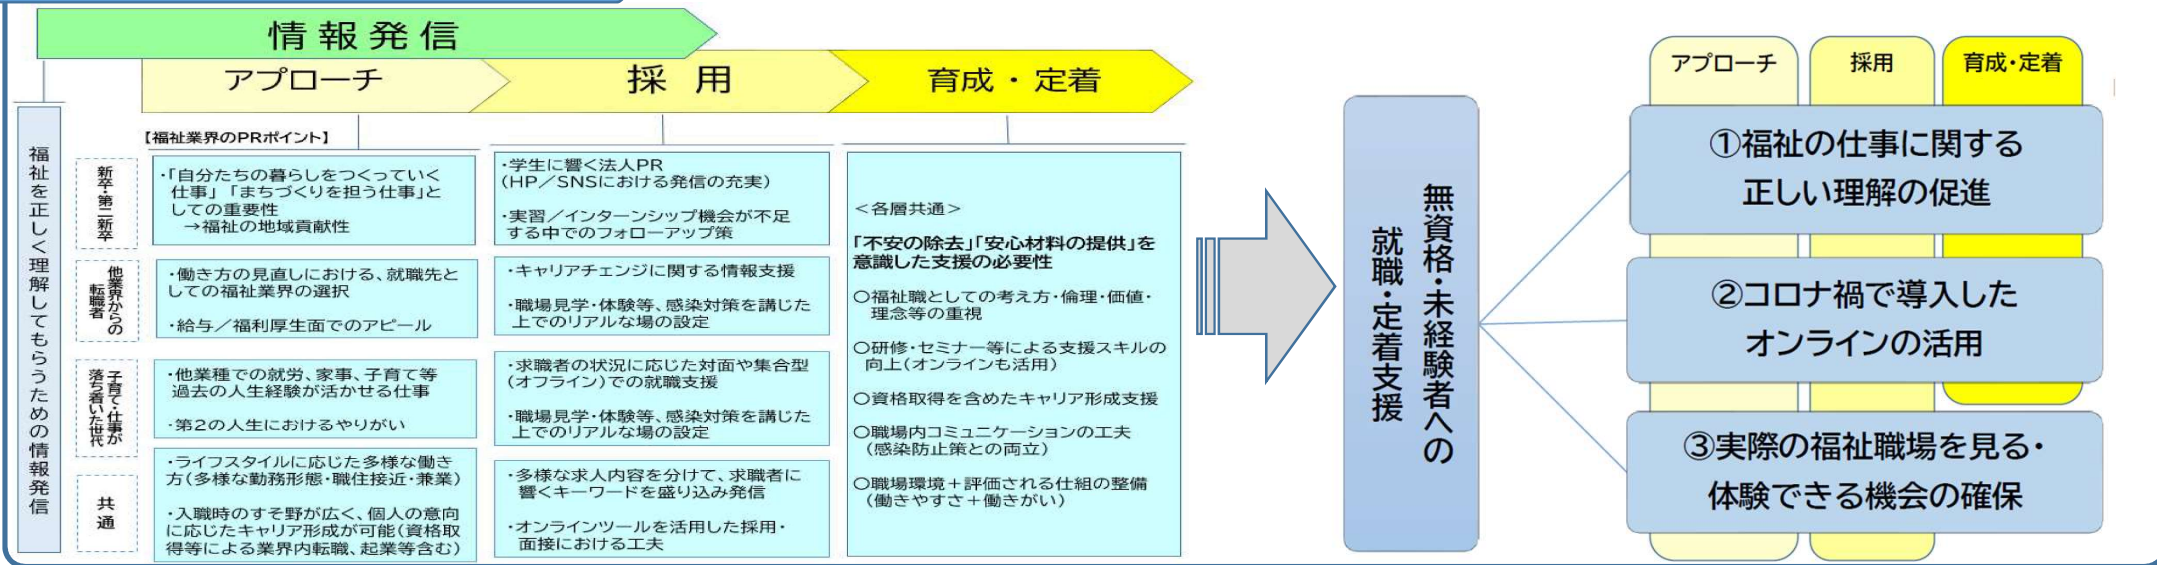 情報発信
アプローチ
採用
育成・定着
福祉を正しく理解してもらうための情報発信
【福祉業界のPRポイント】
新卒・第二新卒
・「自分たちの暮らしをつくっていく
仕事」「まちづくりを担う仕事」と
しての重要性
→福祉の地域貢献性
・学生に響く法人PR
(HP／SNSにおける発信の充実)
・実習／インターンシップ機会が不足
する中でのフォローアップ策
他業界からの
転職者
・働き方の見直しにおける、就職先と
しての福祉業界の選択
・給与／福利厚生面でのアピール
・キャリアチェンジに関する情報支援
・職場見学・体験等、感染対策を講じた
上でのリアルな場の設定
子育て・仕事が
落ち着いた世代
・他業種での就労、家事、子育て等
過去の人生経験が活かせる仕事
・第２の人生におけるやりがい
・求職者の状況に応じた対面や集合型
(オフライン)での就職支援
・職場見学・体験等、感染対策を講じた
上でのリアルな場の設定
共通
・ライフスタイルに応じた多様な働き
方(多様な勤務形態・職住接近・兼業)
・入職時のすそ野が広く、個人の意向
に応じたキャリア形成が可能(資格取
得等による業界内転職、起業等含む)
・多様な求人内容を分けて、求職者に
響くキーワードを盛り込み発信
・オンラインツールを活用した採用・
面接における工夫
＜各層共通＞
「不安の除去」「安心材料の提供」を
意識した支援の必要性
○福祉職としての考え方・倫理・価値・
理念等の重視
○研修・セミナー等による支援スキルの
向上(オンラインも活用)
○資格取得を含めたキャリア形成支援
○職場内コミュニケーションの工夫
(感染防止策との両立)
○職場環境＋評価される仕組の整備
(働きやすさ＋働きがい)
無資格・未経験者への
就職・定着支援
アプローチ
採用
育成・定着
①福祉の仕事に関する
正しい理解の促進
②コロナ禍で導入した
オンラインの活用
③実際の福祉職場を見る・
体験できる機会の確保